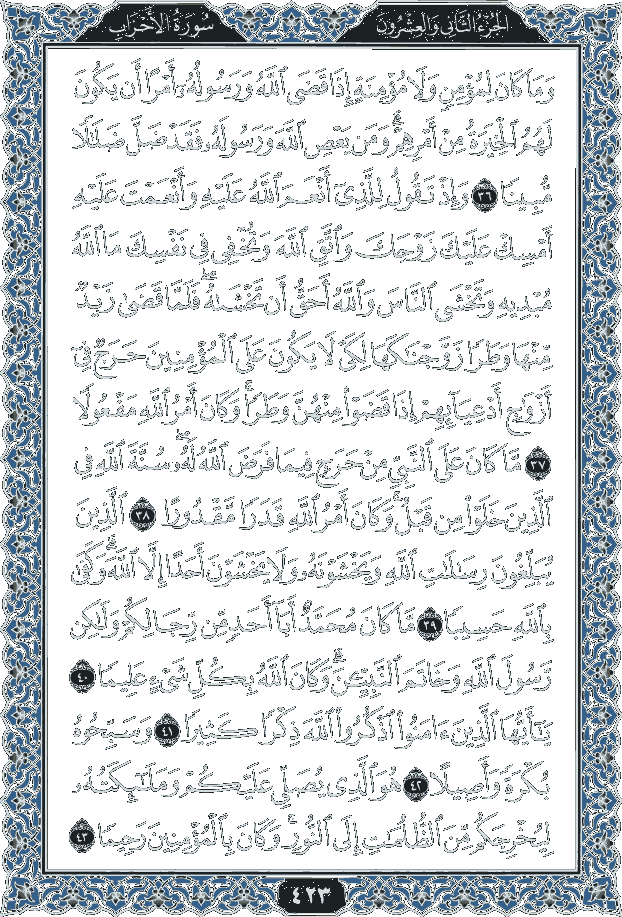 الجزء الثاني والعشرون
سورة الأحزاب
وَمَا كَانَ لِمُؤْمِنٍ وَلَا مُؤْمِنَةٍ إِذَا قَضَى ٱللَّهُ وَرَسُولُهُۥٓ أَمْرًا أَن يَكُونَ
لَهُمُ ٱلْخِيَرَةُ مِنْ أَمْرِهِمْ ۗ وَمَن يَعْصِ ٱللَّهَ وَرَسُولَهُۥ فَقَدْ ضَلَّ ضَلَٰلًا
مُّبِينًا ٣٦ وَإِذْ تَقُولُ لِلَّذِىٓ أَنْعَمَ ٱللَّهُ عَلَيْهِ وَأَنْعَمْتَ عَلَيْهِ
أَمْسِكْ عَلَيْكَ زَوْجَكَ وَٱتَّقِ ٱللَّهَ وَتُخْفِى فِى نَفْسِكَ مَا ٱللَّهُ
مُبْدِيهِ وَتَخْشَى ٱلنَّاسَ وَٱللَّهُ أَحَقُّ أَن تَخْشَىٰهُ ۖ فَلَمَّا قَضَىٰ زَيْدٌ
مِّنْهَا وَطَرًا زَوَّجْنَٰكَهَا لِكَىْ لَا يَكُونَ عَلَى ٱلْمُؤْمِنِينَ حَرَجٌ فِىٓ
أَزْوَٰجِ أَدْعِيَآئِهِمْ إِذَا قَضَوْا۟ مِنْهُنَّ وَطَرًا ۚ وَكَانَ أَمْرُ ٱللَّهِ مَفْعُولًا
٣٧ مَّا كَانَ عَلَى ٱلنَّبِىِّ مِنْ حَرَجٍ فِيمَا فَرَضَ ٱللَّهُ لَهُۥ ۖ سُنَّةَ ٱللَّهِ فِى
ٱلَّذِينَ خَلَوْا۟ مِن قَبْلُ ۚ وَكَانَ أَمْرُ ٱللَّهِ قَدَرًا مَّقْدُورًا ٣٨ ٱلَّذِينَ
يُبَلِّغُونَ رِسَٰلَٰتِ ٱللَّهِ وَيَخْشَوْنَهُۥ وَلَا يَخْشَوْنَ أَحَدًا إِلَّا ٱللَّهَ ۗ وَكَفَىٰ
بِٱللَّهِ حَسِيبًا ٣٩ مَّا كَانَ مُحَمَّدٌ أَبَآ أَحَدٍ مِّن رِّجَالِكُمْ وَلَٰكِن
رَّسُولَ ٱللَّهِ وَخَاتَمَ ٱلنَّبِيِّۦنَ ۗ وَكَانَ ٱللَّهُ بِكُلِّ شَىْءٍ عَلِيمًا ٤٠
يَٰٓأَيُّهَا ٱلَّذِينَ ءَامَنُوا۟ ٱذْكُرُوا۟ ٱللَّهَ ذِكْرًا كَثِيرًا ٤١ وَسَبِّحُوهُ
بُكْرَةً وَأَصِيلًا ٤٢ هُوَ ٱلَّذِى يُصَلِّى عَلَيْكُمْ وَمَلَٰٓئِكَتُهُۥ
لِيُخْرِجَكُم مِّنَ ٱلظُّلُمَٰتِ إِلَى ٱلنُّورِ ۚ وَكَانَ بِٱلْمُؤْمِنِينَ رَحِيمًا ٤٣
٤٢٣